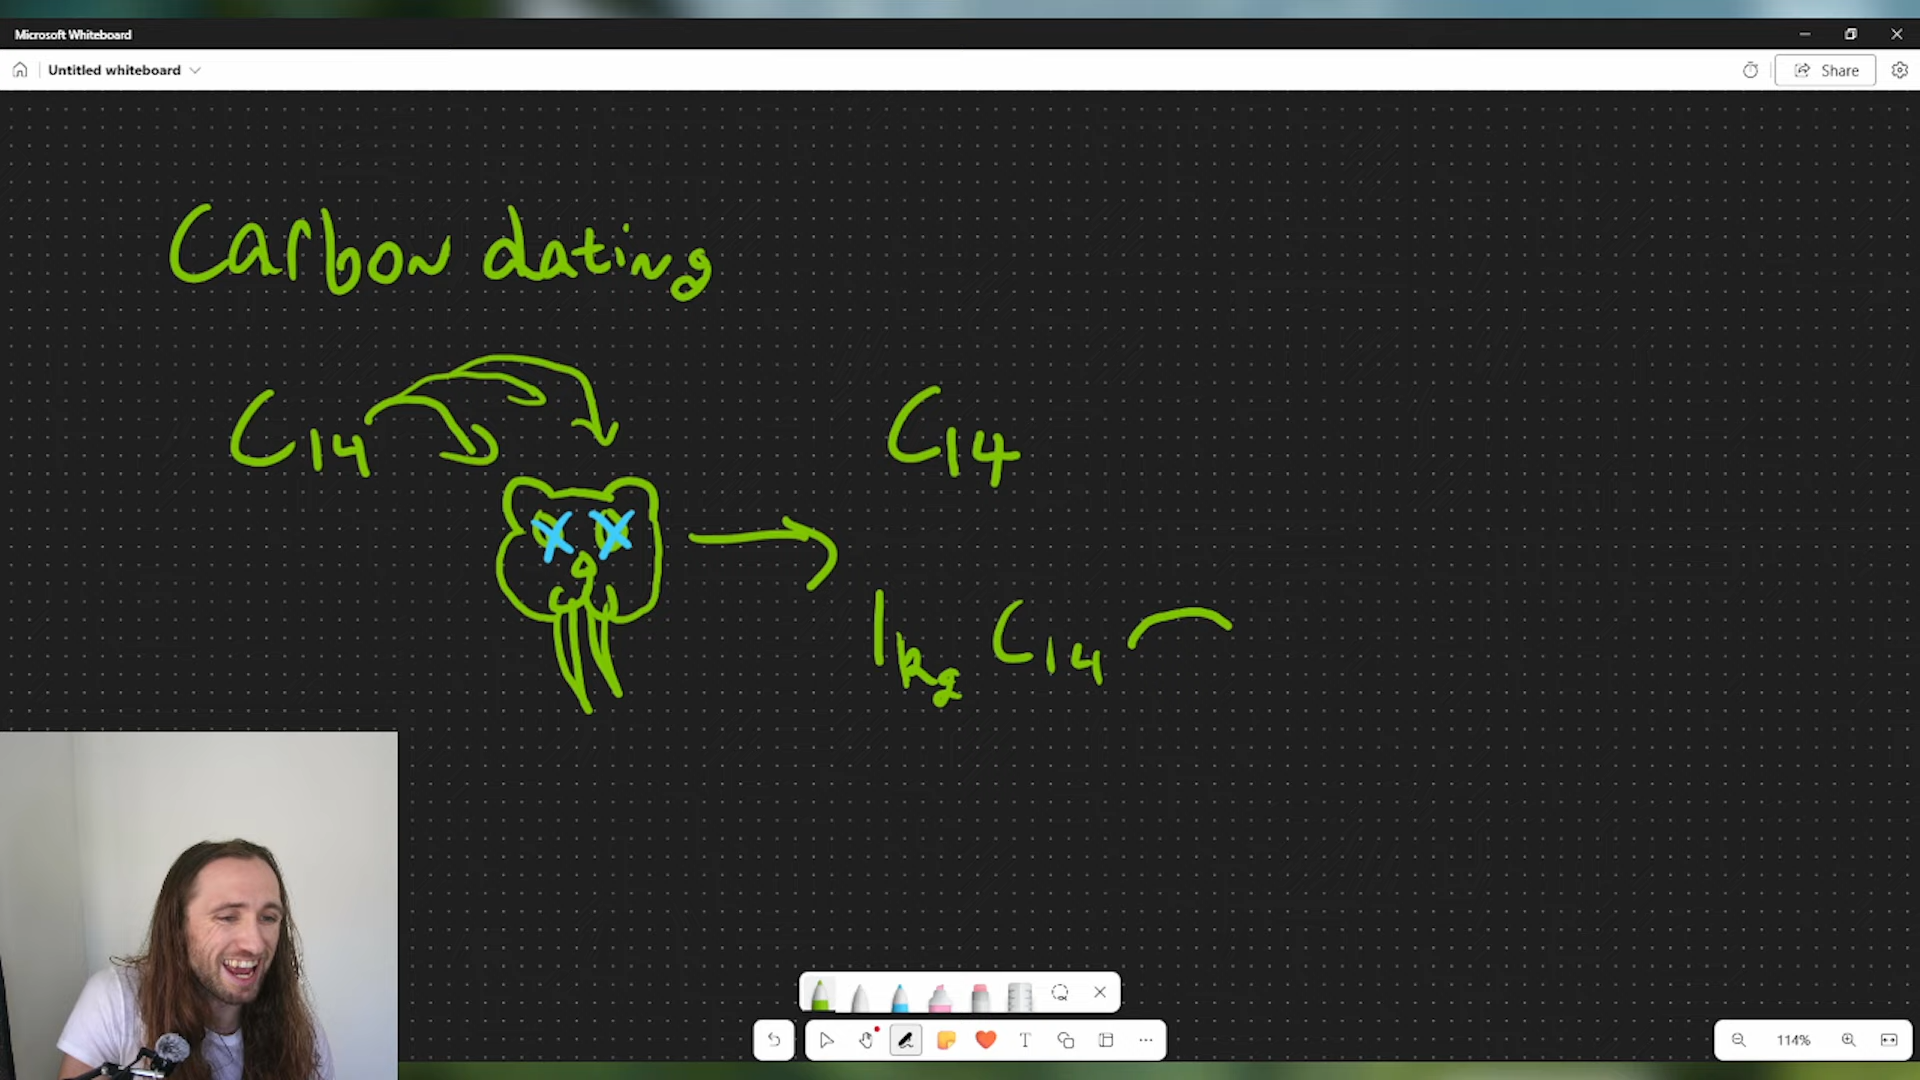 Microsoft Whiteboard
Untitled whiteboard
Share
Carbon dating
C14
C14
1kg C14
114%